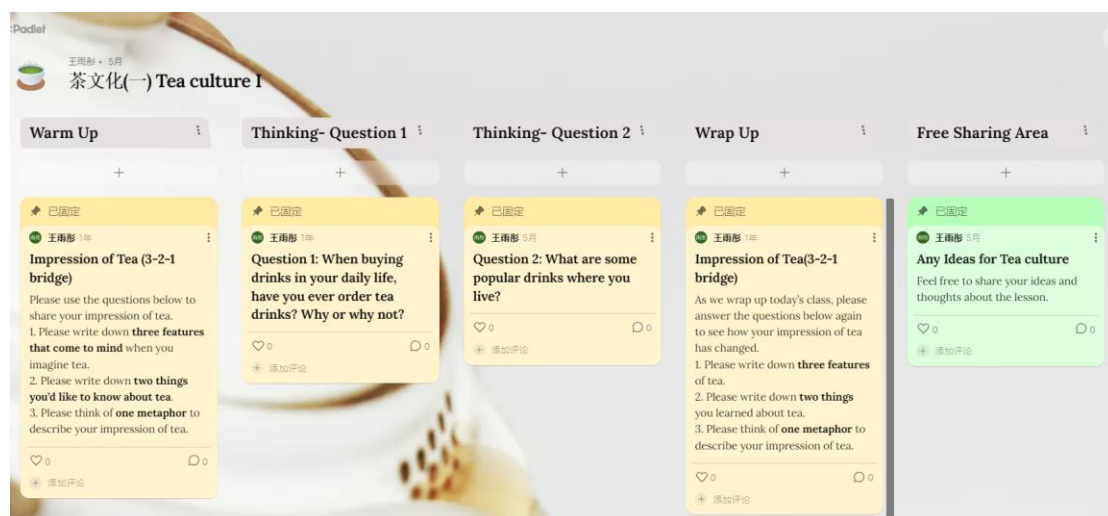 :Padlet
王雨彤 • 5月
茶文化(一) Tea culture I
Warm Up
已固定
王雨彤 1年
Impression of Tea (3-2-1
bridge)
Please use the questions below to
share your impression of tea.
1. Please write down three features
that come to mind when you
imagine tea.
2. Please write down two things
you'd like to know about tea.
3. Please think of one metaphor to
describe your impression of tea.
0
0
添加评论
Thinking- Question 1
已固定
王雨彤 1年
Question 1: When buying
drinks in your daily life,
have you ever order tea
drinks? Why or why not?
0
0
添加评论
Thinking- Question 2
已固定
王雨彤 5月
Question 2: What are some
popular drinks where you
live?
0
0
添加评论
Wrap Up
已固定
王雨彤 1年
Impression of Tea(3-2-1
bridge)
As we wrap up today's class, please
answer the questions below again
to see how your impression of tea
has changed.
1. Please write down three features
of tea.
2. Please write down two things
you learned about tea.
3. Please think of one metaphor to
describe your impression of tea.
0
0
添加评论
Free Sharing Area
已固定
王雨彤 5月
Any Ideas for Tea culture
Feel free to share your ideas and
thoughts about the lesson.
0
0
添加评论